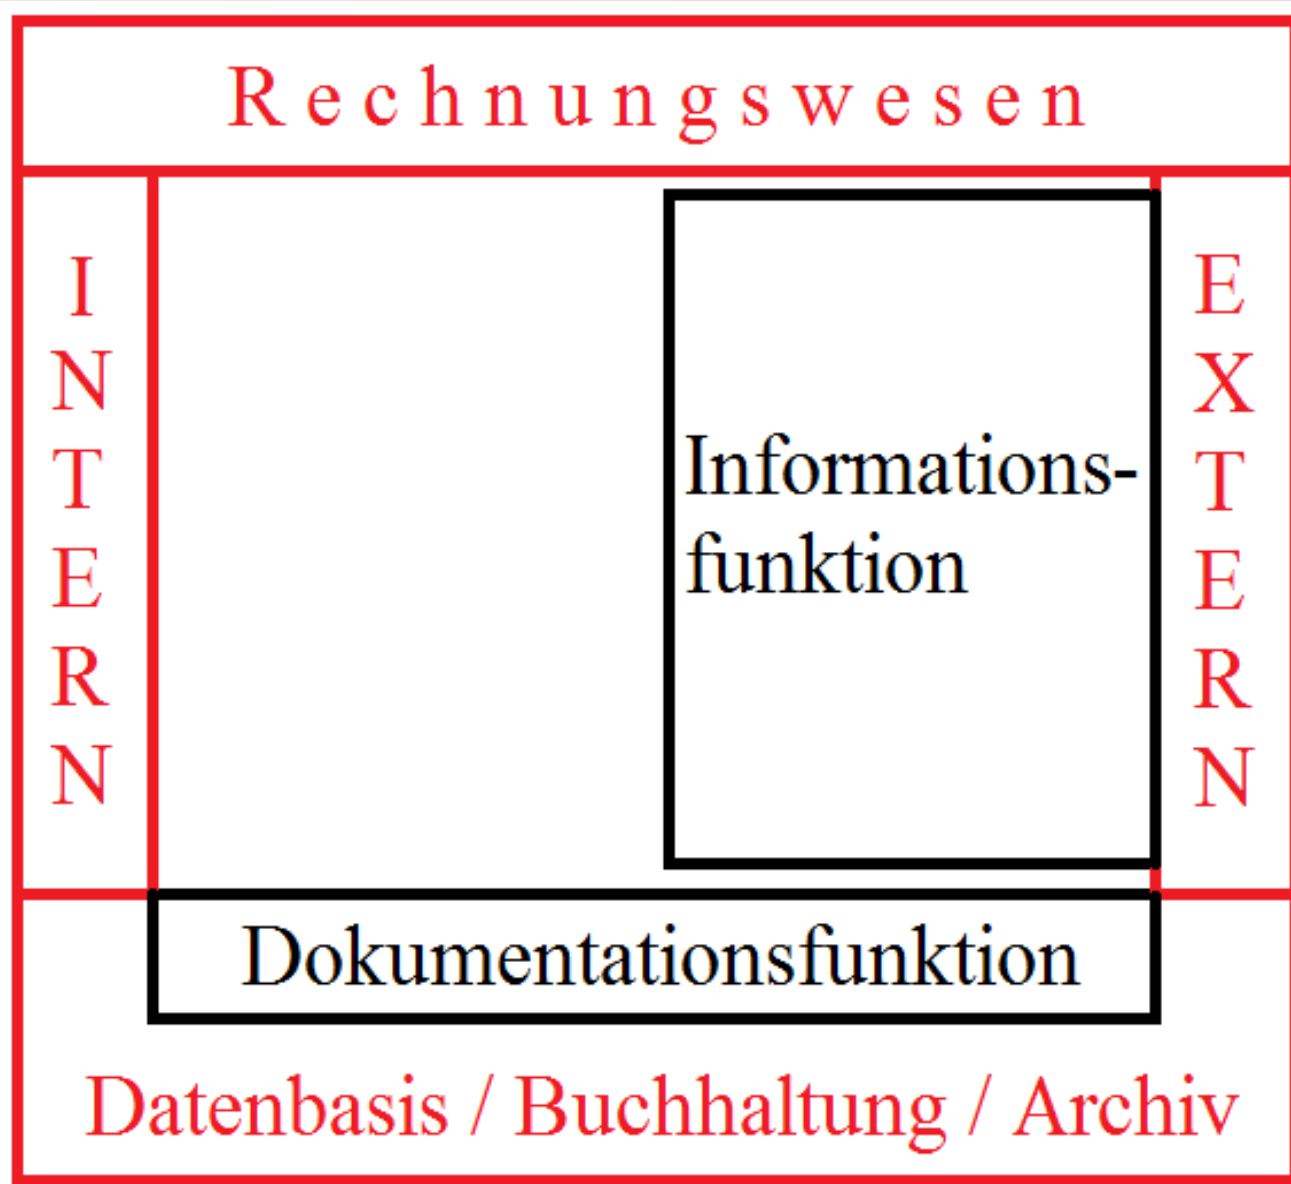 Rechnungswesen
INTERN
Informations-
funktion
EXTERN
Dokumentationsfunktion
Datenbasis / Buchhaltung / Archiv